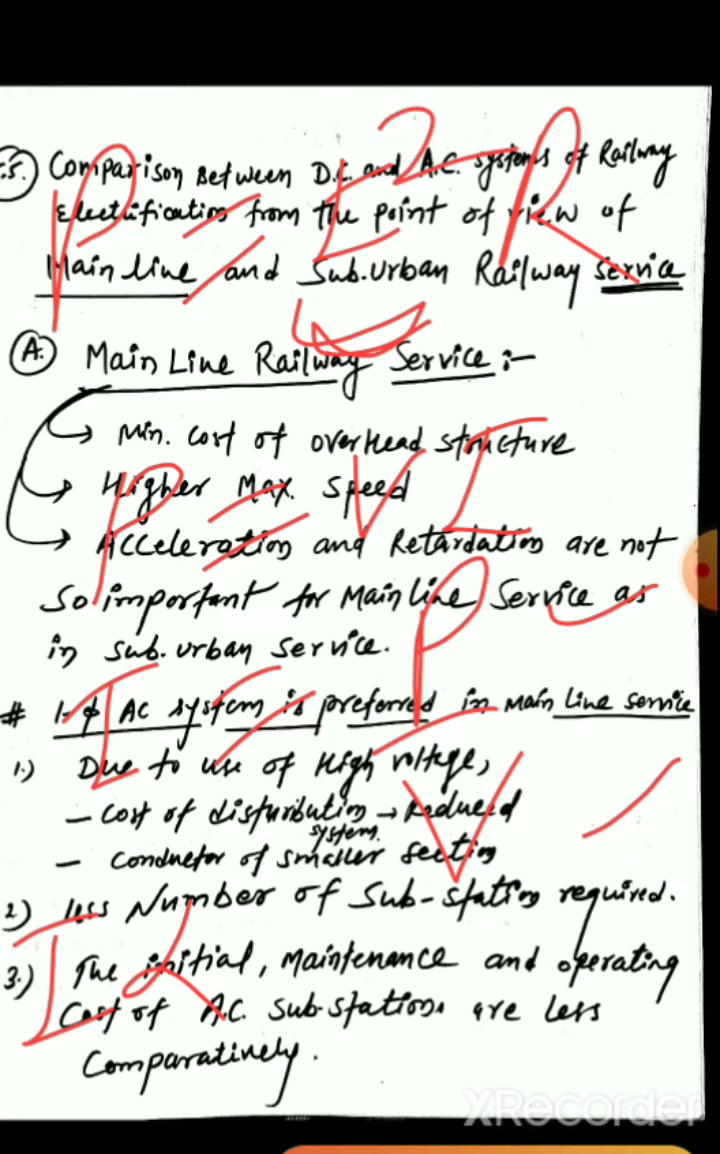 Comparison Between D.C. and A.C. systems of Railway
Electrification from the point of view of
Main line and Sub.urban Railway Service
(A.) Main Line Railway Service :-
→ Min. Cost of overHead structure
→ Higher Max. Speed
→ Acceleration and Retardation are not
So important for Main line Service as
in sub.urban service.
# 1-ϕ AC system is preferred in main Line service
1.) Due to use of High voltage,
- Cost of distribution system → Reduced
- conductor of smaller section
2) less Number of Sub-station required.
3.) The initial, maintenance and operating
Cost of A.C. Sub-stations are less
Comparatively.
P = I²R
P = VI
I = P/V
I α
XRecorder